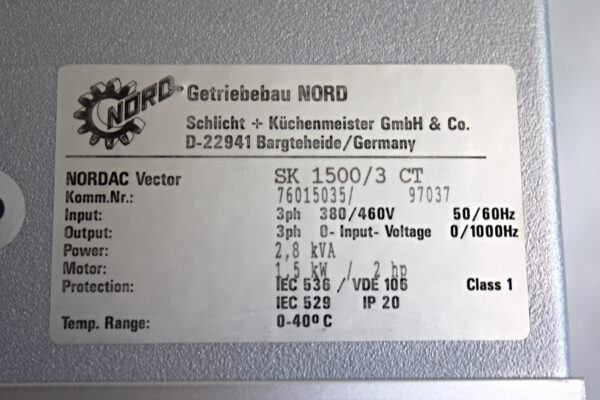 NORD
Getriebebau NORD
Schlicht + Küchenmeister GmbH & Co.
D-22941 Bargteheide/Germany
NORDAC Vector SK 1500/3 CT
Komm.Nr.: 76015035/ 97037
Input: 3ph 380/460V 50/60Hz
Output: 3ph 0- Input- Voltage 0/1000Hz
Power: 2,8 kVA
Motor: 1,5 kW / 2 hp
Protection: IEC 536 / VDE 106 Class 1
IEC 529 IP 20
Temp. Range: 0-40º C